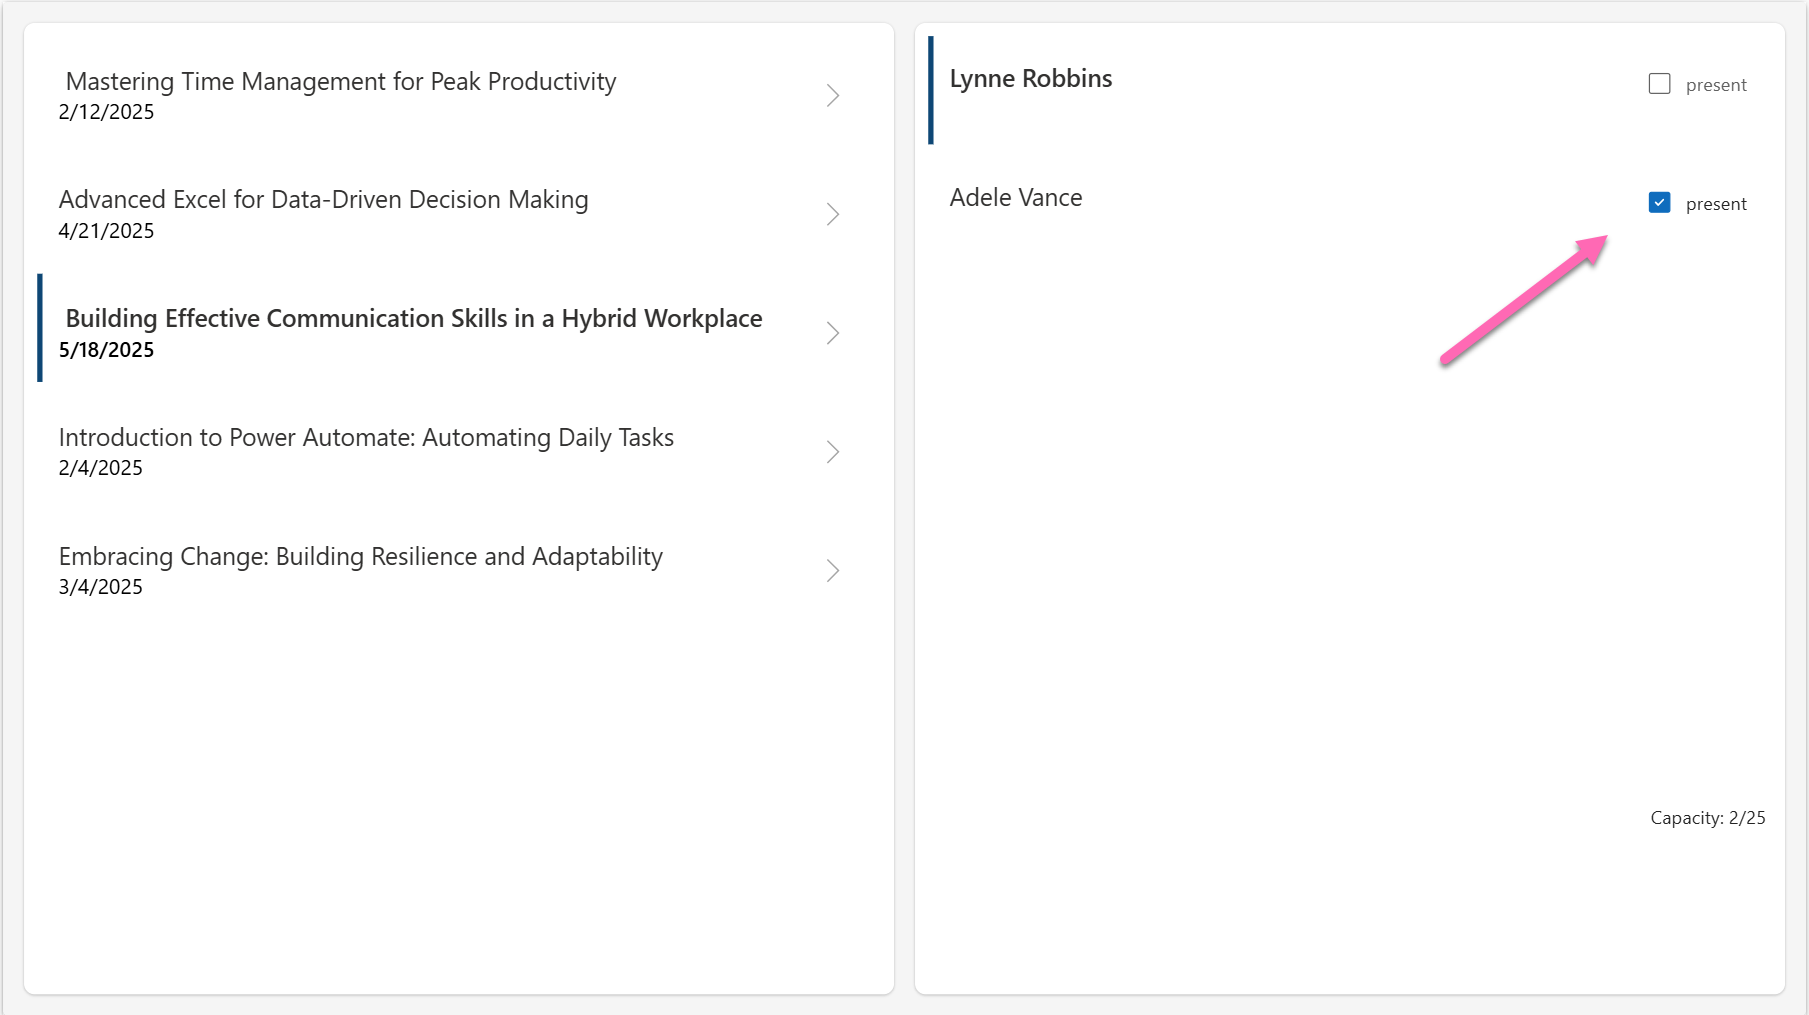 Mastering Time Management for Peak Productivity
2/12/2025
Advanced Excel for Data-Driven Decision Making
4/21/2025
Building Effective Communication Skills in a Hybrid Workplace
5/18/2025
Introduction to Power Automate: Automating Daily Tasks
2/4/2025
Embracing Change: Building Resilience and Adaptability
3/4/2025
Lynne Robbins
present
Adele Vance
present
Capacity: 2/25